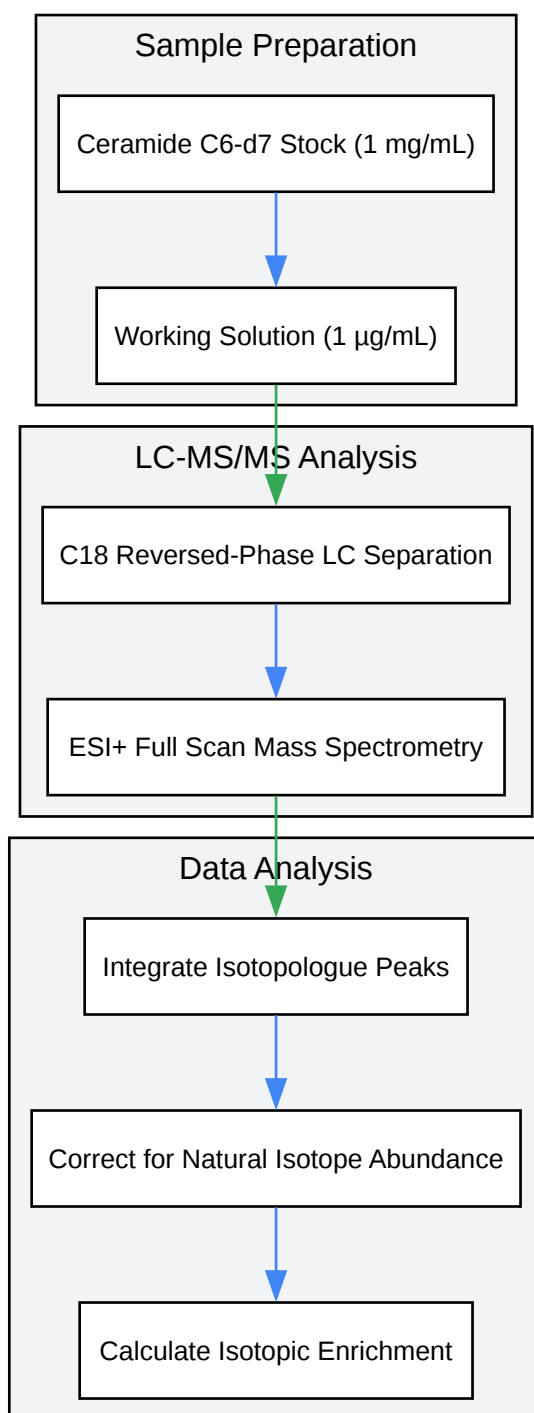 Sample Preparation
Ceramide C6-d7 Stock (1 mg/mL)
Working Solution (1 µg/mL)
LC-MS/MS Analysis
C18 Reversed-Phase LC Separation
ESI+ Full Scan Mass Spectrometry
Data Analysis
Integrate Isotopologue Peaks
Correct for Natural Isotope Abundance
Calculate Isotopic Enrichment